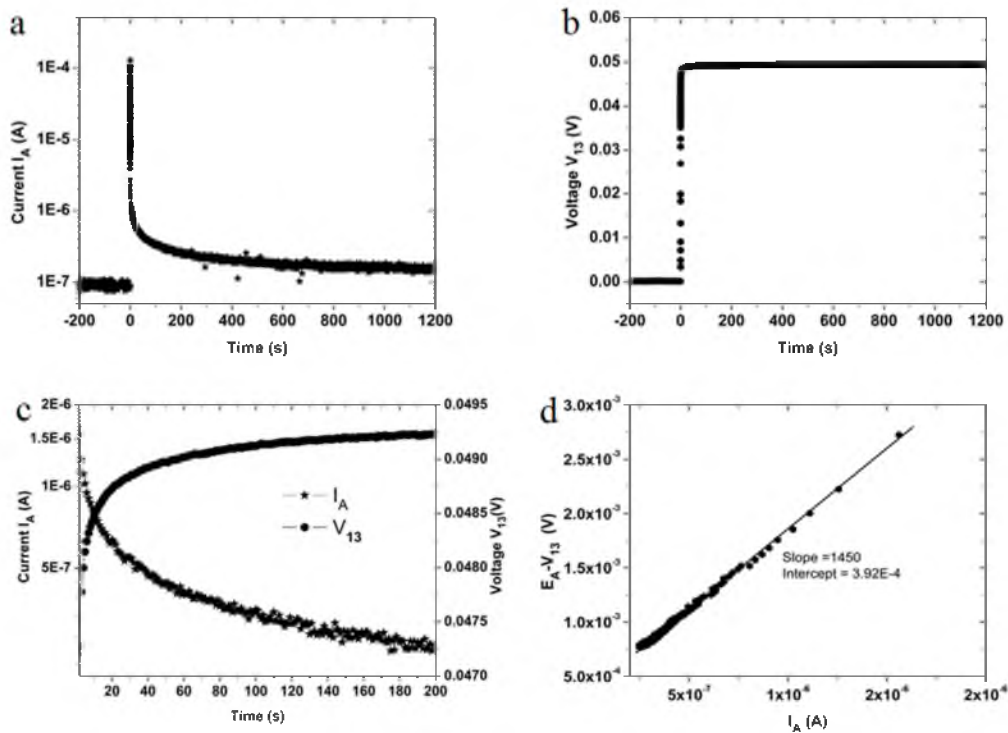 a
Current I_A (A)
1E-4
1E-5
1E-6
1E-7
-200 0 200 400 600 800 1000 1200
Time (s)
b
Voltage V_13 (V)
0.06
0.05
0.04
0.03
0.02
0.01
0.00
-200 0 200 400 600 800 1000 1200
Time (s)
c
Current I_A (A)
2E-6
1.5E-6
1E-6
5E-7
I_A
V_13
0.0495
0.0490
0.0485
0.0480
0.0475
0.0470
Voltage V_13(V)
20 40 60 80 100 120 140 160 180 200
Time (s)
d
E_A-V_13 (V)
3.0x10^-3
2.5x10^-3
2.0x10^-3
1.5x10^-3
1.0x10^-3
5.0x10^-4
Slope =1450
Intercept = 3.92E-4
5x10^-7 1x10^-6 2x10^-6 2x10^-6
I_A (A)